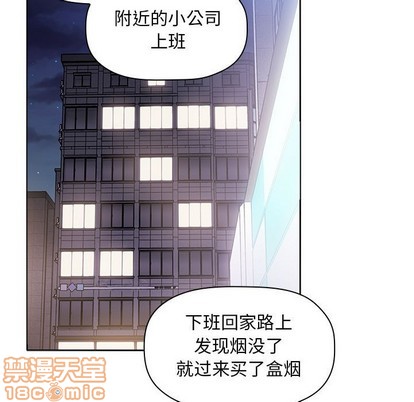 附近的小公司
上班
下班回家路上
发现烟没了
就过来买了盒烟
禁漫天堂
18comic